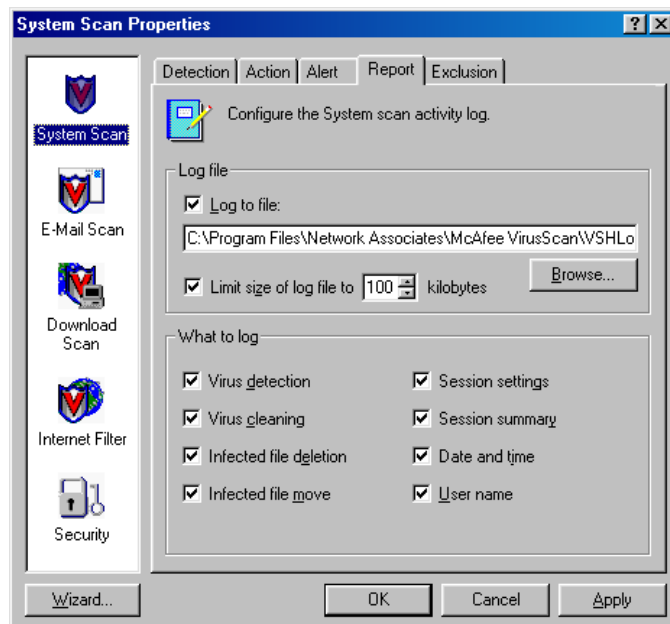 System Scan Properties
System Scan
E-Mail Scan
Download
Scan
Internet Filter
Security
Detection
Action
Alert
Report
Exclusion
Configure the System scan activity log.
Log file
Log to file:
C:\Program Files\Network Associates\McAfee VirusScan\VSHLo
Browse...
Limit size of log file to 100 kilobytes
What to log
Virus detection
Virus cleaning
Infected file deletion
Infected file move
Session settings
Session summary
Date and time
User name
Wizard...
OK
Cancel
Apply